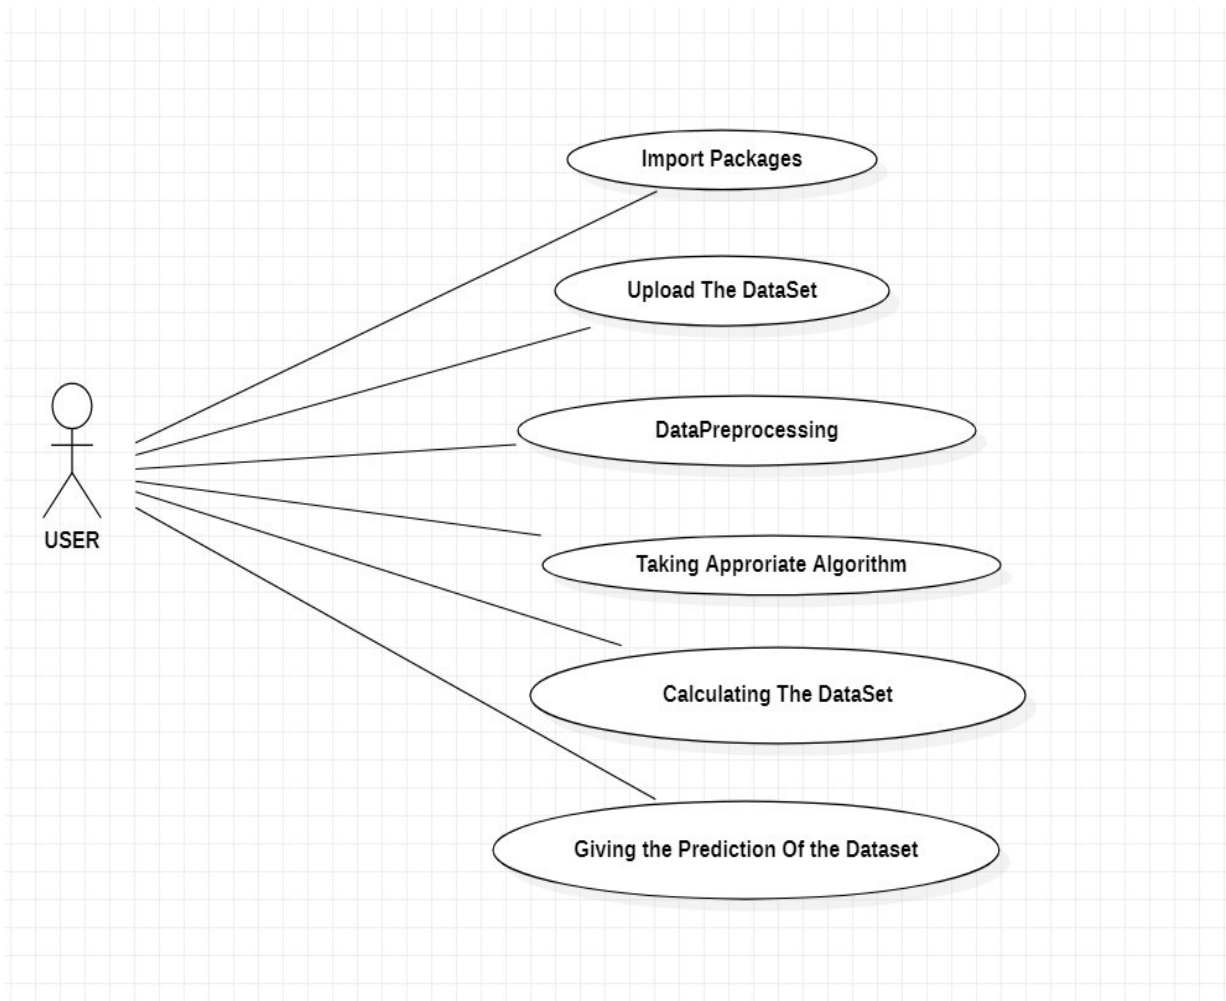 Import Packages
Upload The DataSet
DataPreprocessing
USER
Taking Approriate Algorithm
Calculating The DataSet
Giving the Prediction Of the Dataset